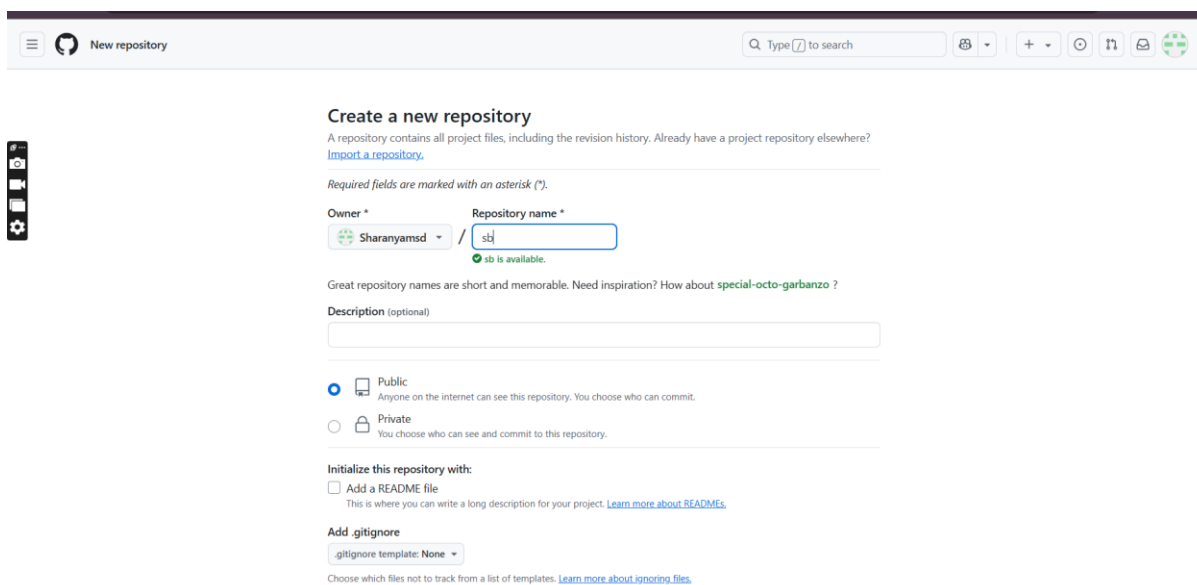 New repository
Type / to search
Create a new repository
A repository contains all project files, including the revision history. Already have a project repository elsewhere?
Import a repository.
Required fields are marked with an asterisk (*).
Owner * Repository name *
Sharanyamsd / sb
sb is available.
Great repository names are short and memorable. Need inspiration? How about special-octo-garbanzo ?
Description (optional)
Public
Anyone on the internet can see this repository. You choose who can commit.
Private
You choose who can see and commit to this repository.
Initialize this repository with:
Add a README file
This is where you can write a long description for your project. Learn more about READMEs.
Add .gitignore
.gitignore template: None
Choose which files not to track from a list of templates. Learn more about ignoring files.